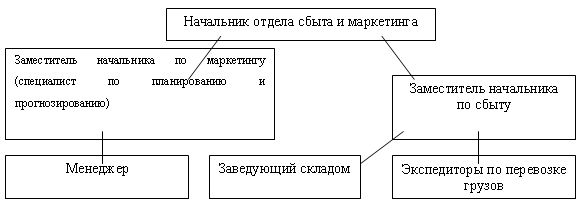 Начальник отдела сбыта и маркетинга
Заместитель начальника по маркетингу
(специалист по планированию и
прогнозированию)
Заместитель начальника
по сбыту
Менеджер
Заведующий складом
Экспедиторы по перевозке
грузов